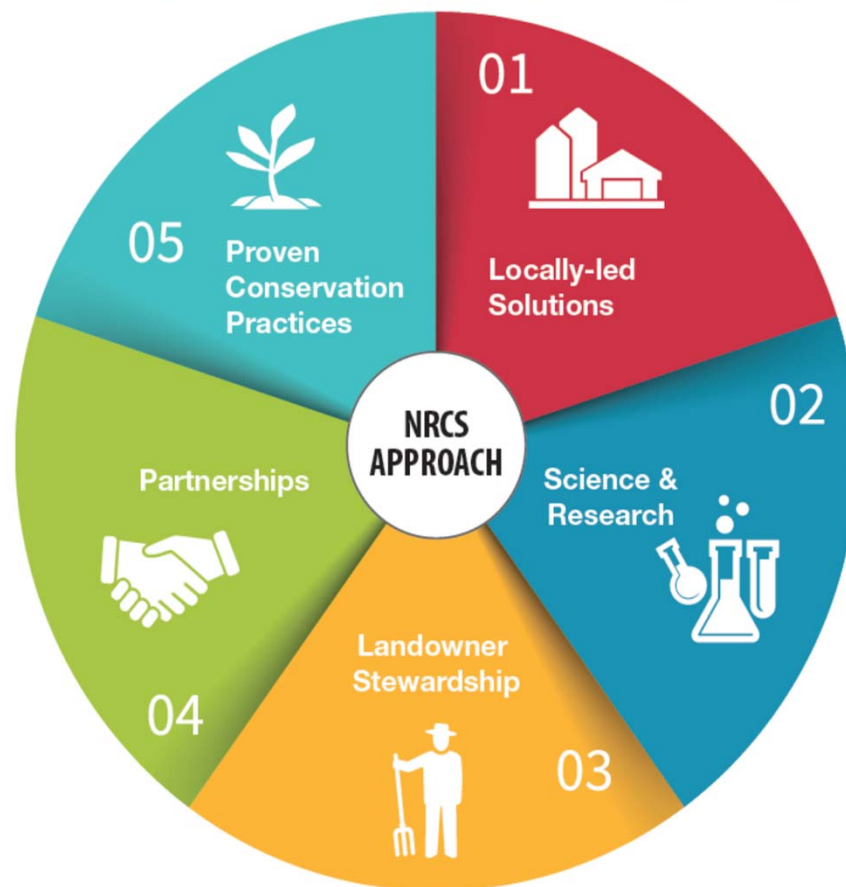 01
Locally-led
Solutions
02
Science &
Research
03
Landowner
Stewardship
04
Partnerships
05
Proven
Conservation
Practices
NRCS
APPROACH